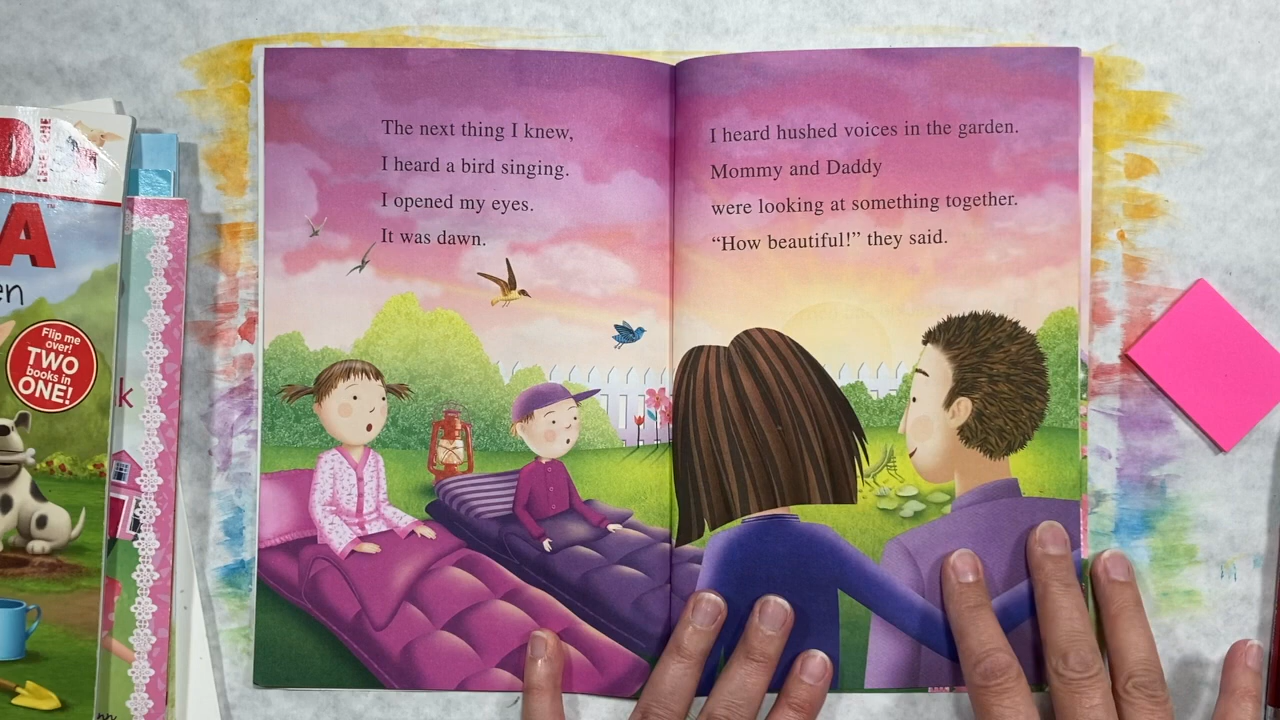 The next thing I knew,
I heard a bird singing.
I opened my eyes.
It was dawn.
I heard hushed voices in the garden.
Mommy and Daddy
were looking at something together.
“How beautiful!” they said.
A
en
Flip me
over!
TWO
books in
ONE!
k